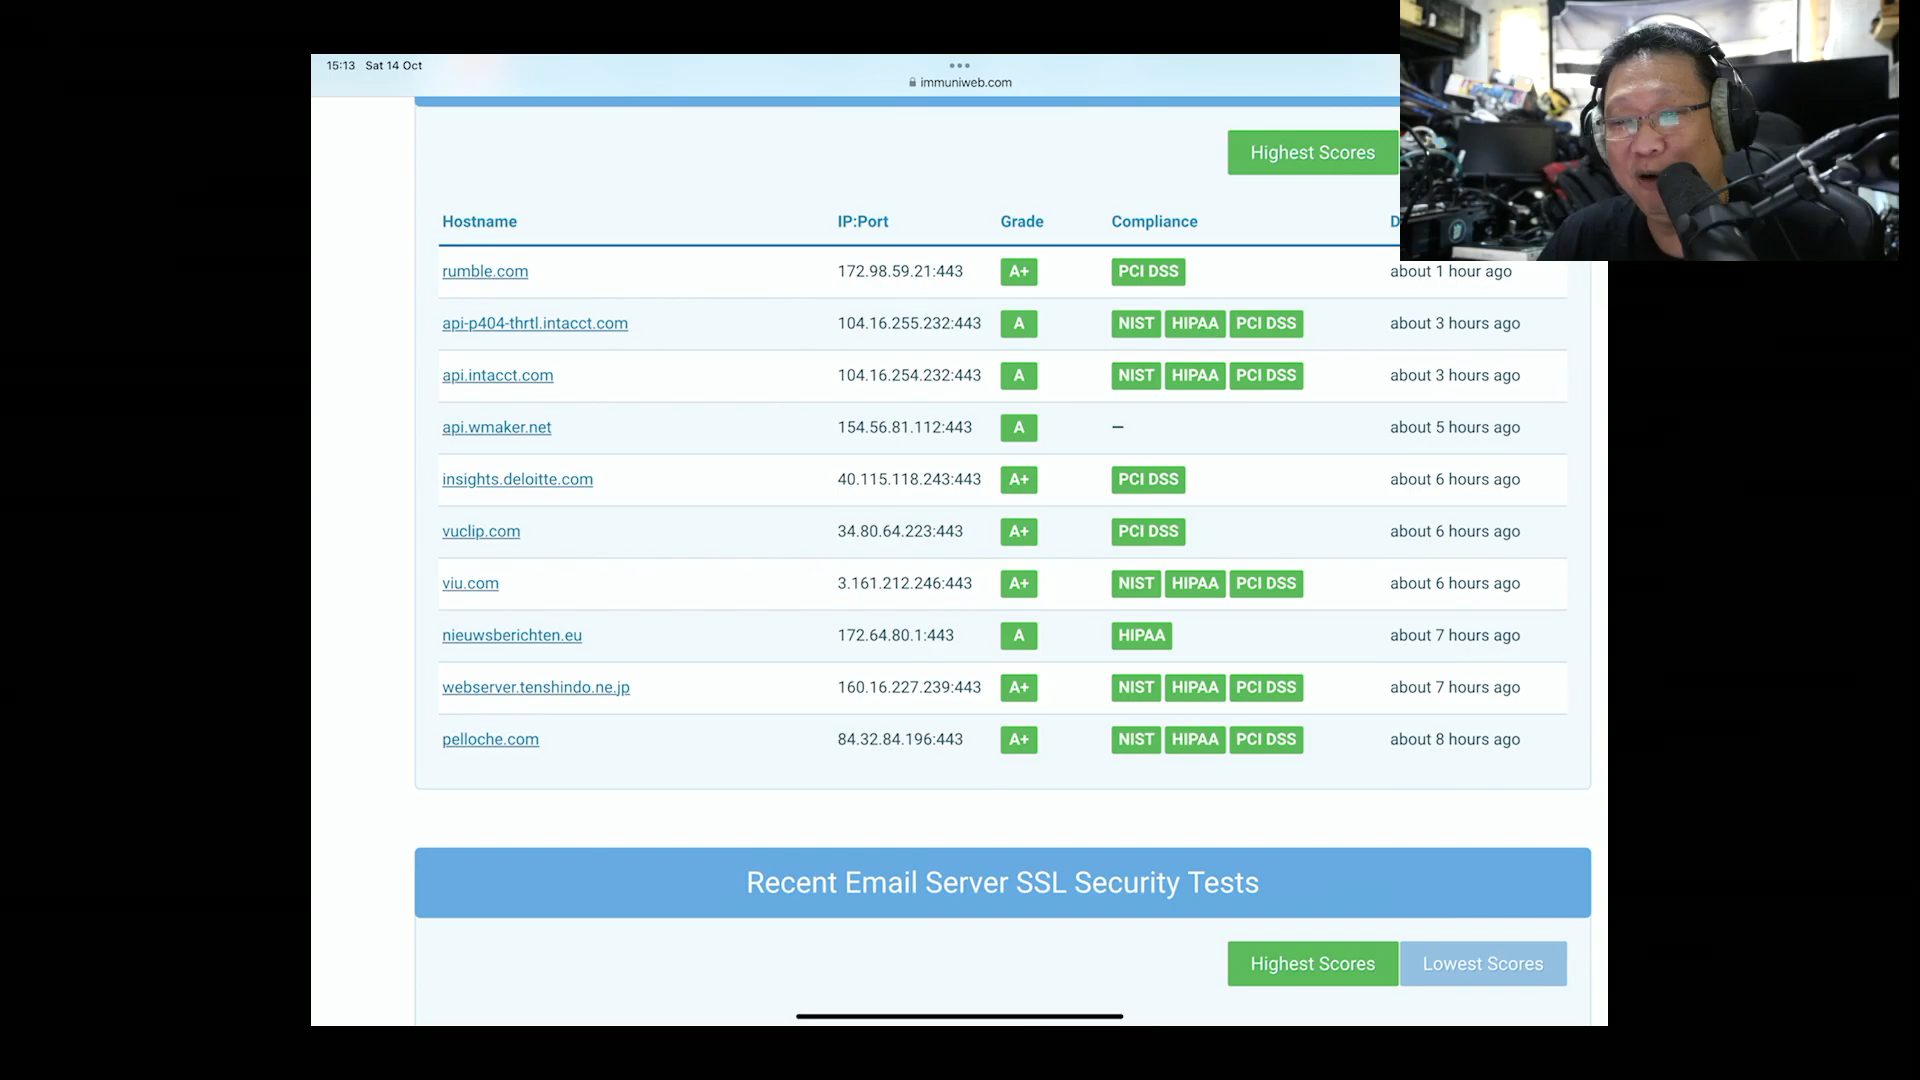 15:13 Sat 14 Oct
immuniweb.com
Highest Scores
Hostname IP:Port Grade Compliance D
rumble.com 172.98.59.21:443 A+ PCI DSS about 1 hour ago
api-p404-thrtl.intacct.com 104.16.255.232:443 A NIST HIPAA PCI DSS about 3 hours ago
api.intacct.com 104.16.254.232:443 A NIST HIPAA PCI DSS about 3 hours ago
api.wmaker.net 154.56.81.112:443 A – about 5 hours ago
insights.deloitte.com 40.115.118.243:443 A+ PCI DSS about 6 hours ago
vuclip.com 34.80.64.223:443 A+ PCI DSS about 6 hours ago
viu.com 3.161.212.246:443 A+ NIST HIPAA PCI DSS about 6 hours ago
nieuwsberichten.eu 172.64.80.1:443 A HIPAA about 7 hours ago
webserver.tenshindo.ne.jp 160.16.227.239:443 A+ NIST HIPAA PCI DSS about 7 hours ago
pelloche.com 84.32.84.196:443 A+ NIST HIPAA PCI DSS about 8 hours ago
Recent Email Server SSL Security Tests
Highest Scores Lowest Scores